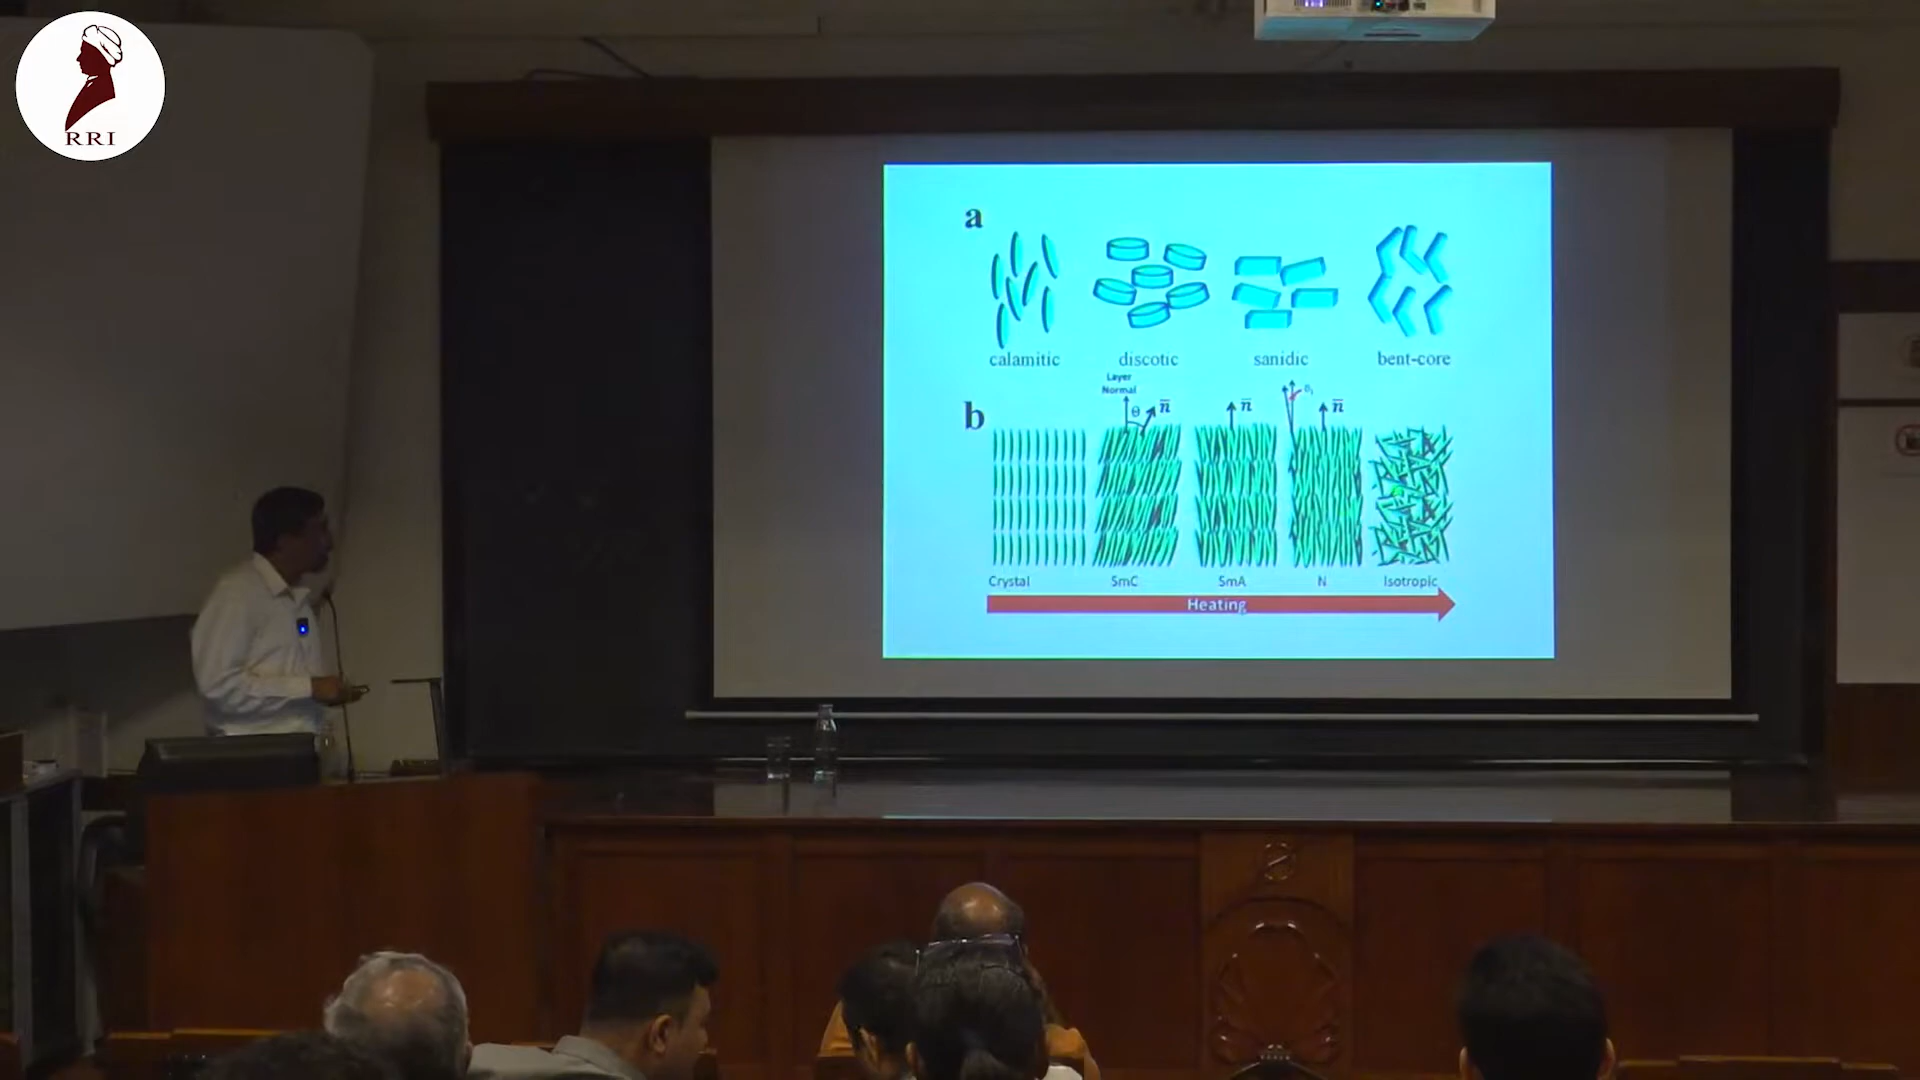 RRI
a
calamitic discotic sanidic bent-core
Layer
Normal
b
θ n̅ n̅ n̅
Crystal SmC SmA N Isotropic
Heating